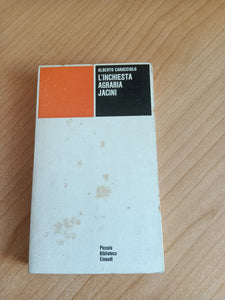 ALBERTO CARACCIOLO
L'INCHIESTA
AGRARIA
JACINI
Piccola
Biblioteca
Einaudi